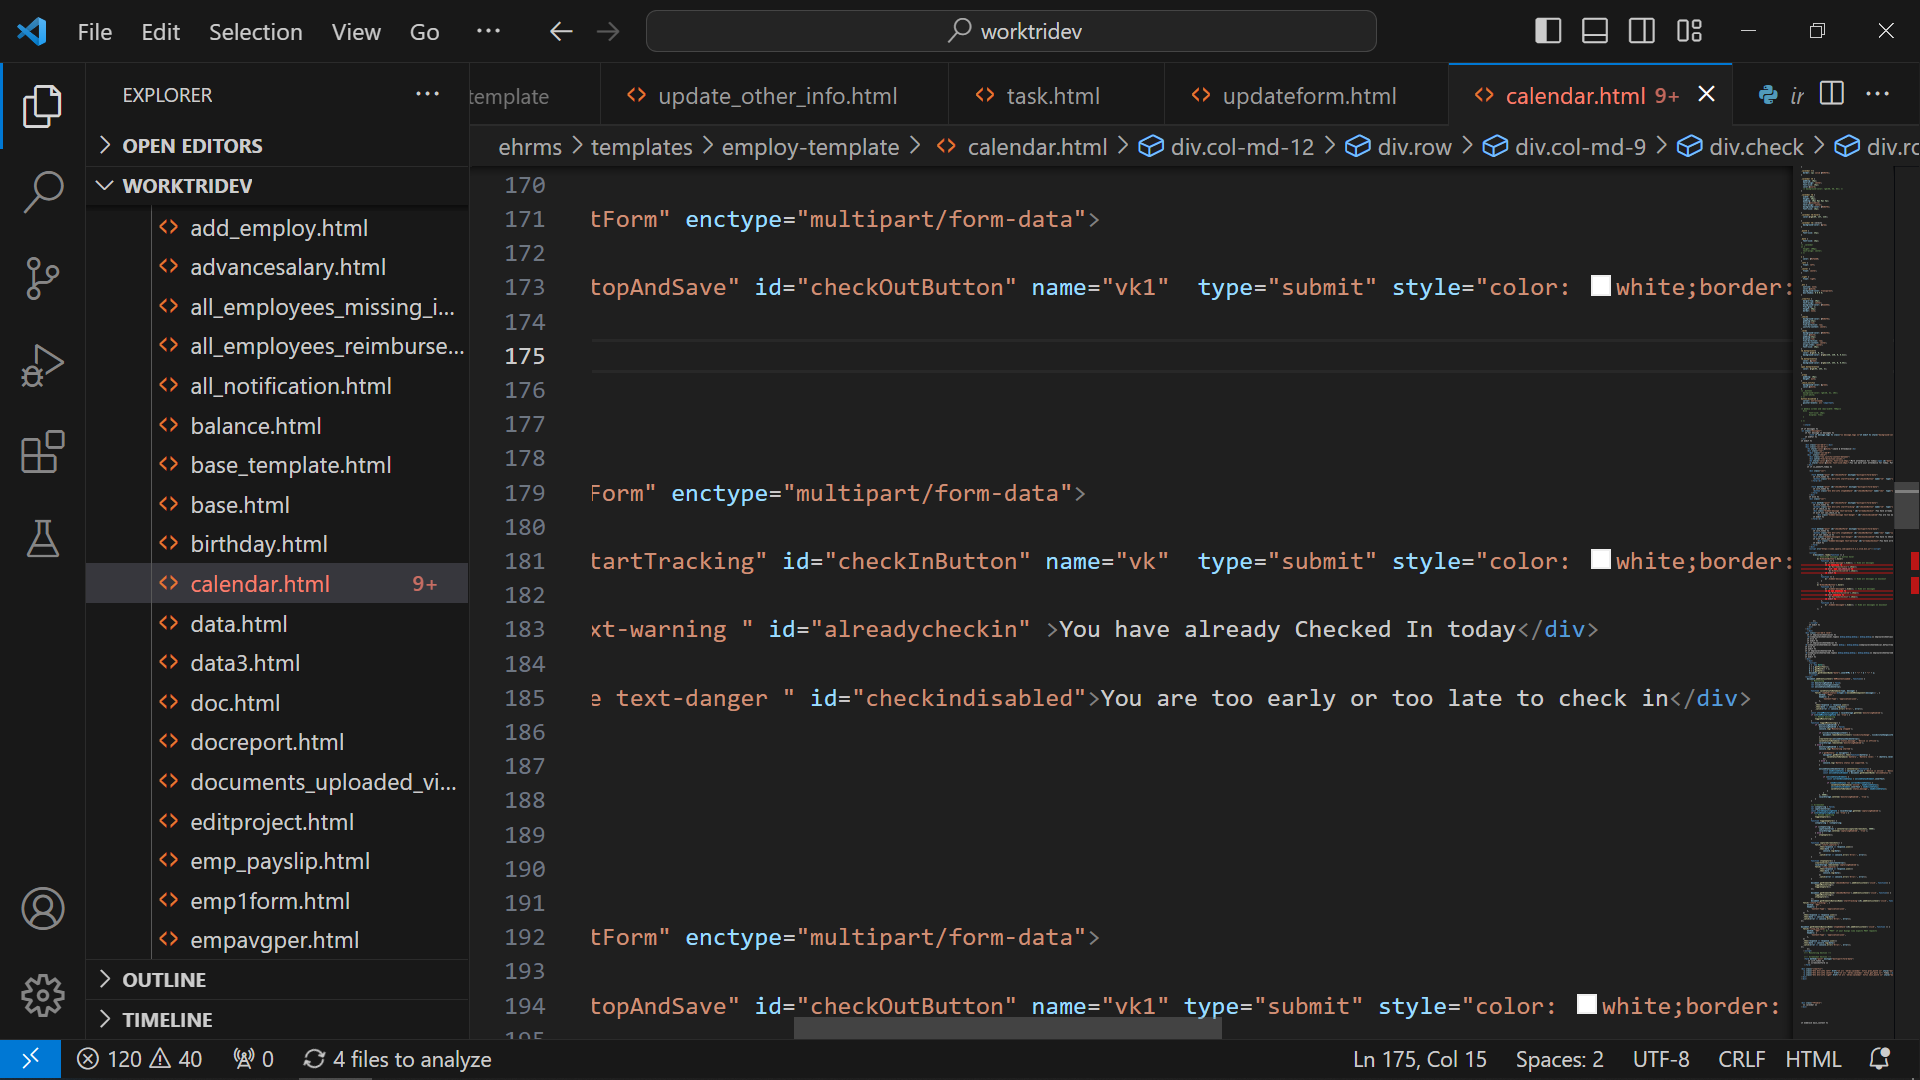 File Edit Selection View Go ··· worktridev
EXPLORER ···
OPEN EDITORS
WORKTRIDEV
add_employ.html
advancesalary.html
all_employees_missing_i...
all_employees_reimburse...
all_notification.html
balance.html
base_template.html
base.html
birthday.html
calendar.html 9+
data.html
data3.html
doc.html
docreport.html
documents_uploaded_vi...
editproject.html
emp_payslip.html
emp1form.html
empavgper.html
OUTLINE
TIMELINE
template update_other_info.html task.html updateform.html calendar.html 9+ ···
ehrms > templates > employ-template > calendar.html > div.col-md-12 > div.row > div.col-md-9 > div.check > div.rc
170
171 tForm" enctype="multipart/form-data">
172
173 topAndSave" id="checkOutButton" name="vk1"  type="submit" style="color: white;border:
174
175
176
177
178
179 Form" enctype="multipart/form-data">
180
181 tartTracking" id="checkInButton" name="vk"  type="submit" style="color: white;border:
182
183 xt-warning " id="alreadycheckin" >You have already Checked In today</div>
184
185 e text-danger " id="checkindisabled">You are too early or too late to check in</div>
186
187
188
189
190
191
192 tForm" enctype="multipart/form-data">
193
194 topAndSave" id="checkOutButton" name="vk1" type="submit" style="color: white;border:
195
120 40 0 4 files to analyze Ln 175, Col 15 Spaces: 2 UTF-8 CRLF HTML